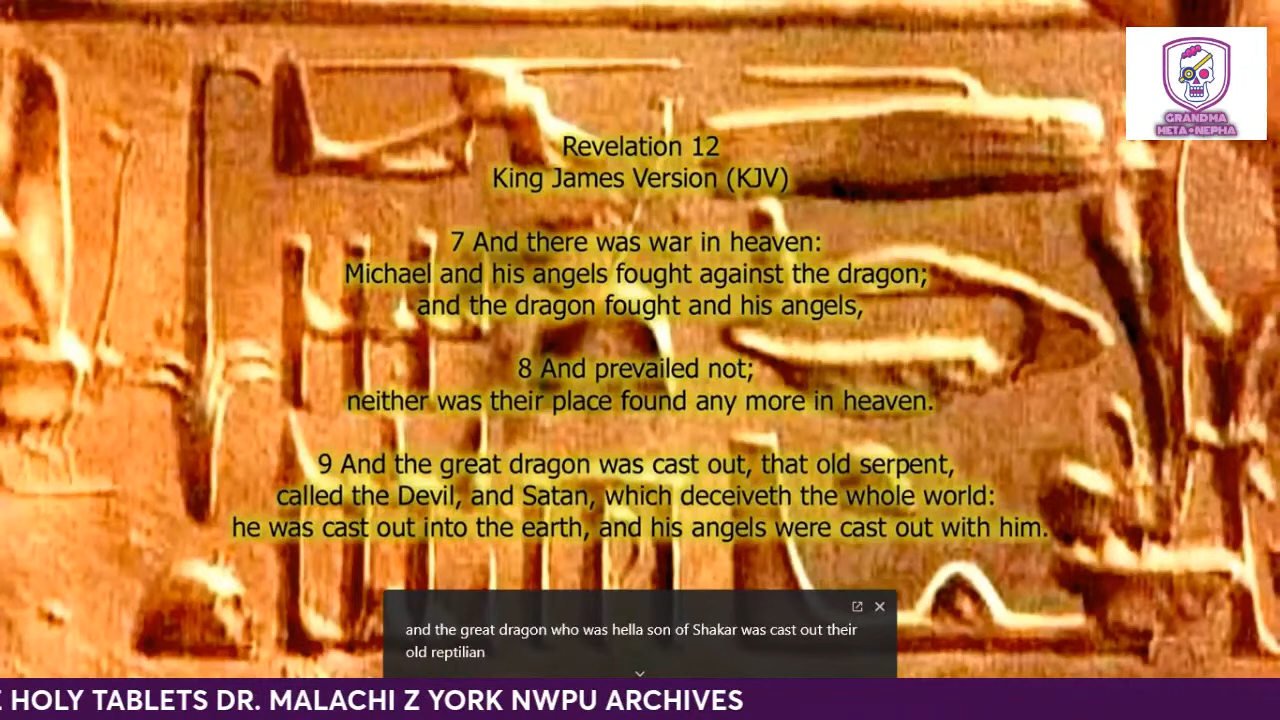 GRANDMA
META•NEPHA
Revelation 12
King James Version (KJV)
7 And there was war in heaven:
Michael and his angels fought against the dragon;
and the dragon fought and his angels,
8 And prevailed not;
neither was their place found any more in heaven.
9 And the great dragon was cast out, that old serpent,
called the Devil, and Satan, which deceiveth the whole world:
he was cast out into the earth, and his angels were cast out with him.
and the great dragon who was hella son of Shakar was cast out their
old reptilian
HOLY TABLETS DR. MALACHI Z YORK NWPU ARCHIVES